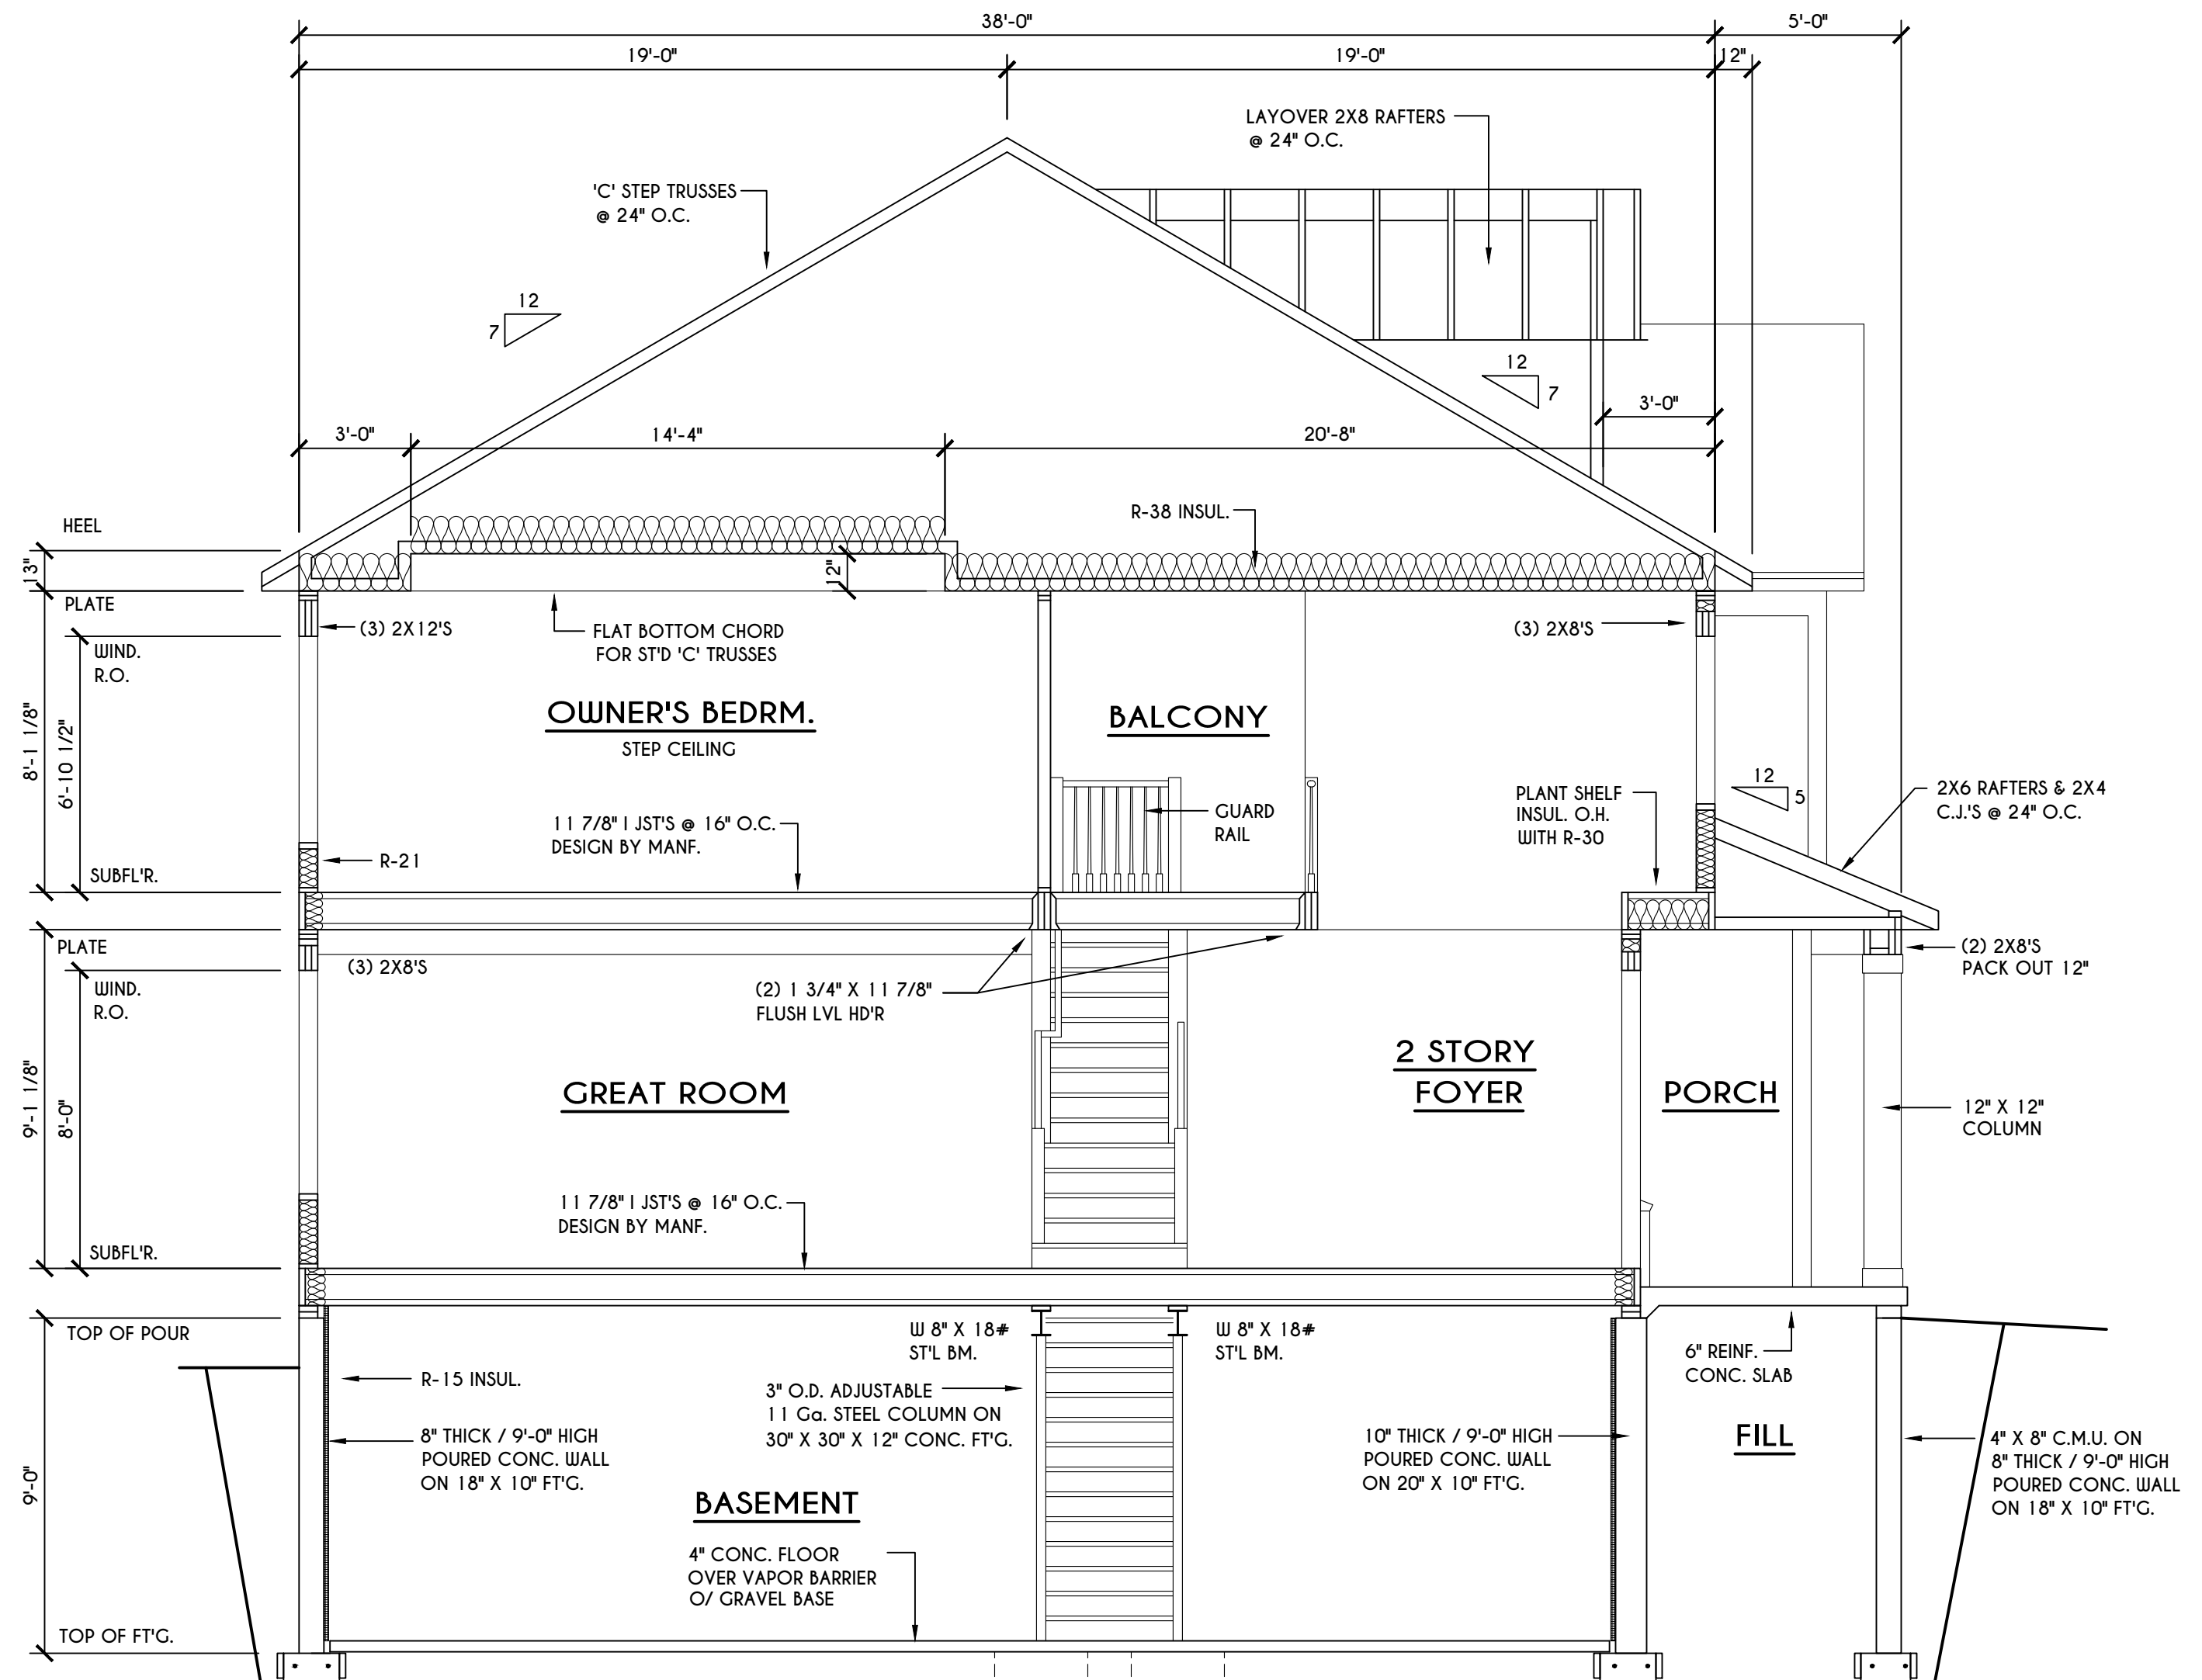 38'-0"
5'-0"
19'-0"
19'-0"
12"
LAYOVER 2X8 RAFTERS
@ 24" O.C.
'C' STEP TRUSSES
@ 24" O.C.
12
7
12
7
3'-0"
3'-0"
14'-4"
20'-8"
HEEL
R-38 INSUL.
13"
12"
PLATE
(3) 2X12'S
FLAT BOTTOM CHORD
FOR ST'D 'C' TRUSSES
(3) 2X8'S
WIND.
R.O.
8'-1 1/8"
6'-10 1/2"
OWNER'S BEDRM.
STEP CEILING
BALCONY
12
5
2X6 RAFTERS & 2X4
C.J.'S @ 24" O.C.
PLANT SHELF
INSUL. O.H.
WITH R-30
GUARD
RAIL
11 7/8" I JST'S @ 16" O.C.
DESIGN BY MANF.
R-21
SUBFL'R.
PLATE
(3) 2X8'S
(2) 2X8'S
PACK OUT 12"
WIND.
R.O.
(2) 1 3/4" X 11 7/8"
FLUSH LVL HD'R
9'-1 1/8"
8'-0"
GREAT ROOM
2 STORY
FOYER
PORCH
12" X 12"
COLUMN
11 7/8" I JST'S @ 16" O.C.
DESIGN BY MANF.
SUBFL'R.
TOP OF POUR
W 8" X 18#
ST'L BM.
W 8" X 18#
ST'L BM.
6" REINF.
CONC. SLAB
R-15 INSUL.
3" O.D. ADJUSTABLE
11 Ga. STEEL COLUMN ON
30" X 30" X 12" CONC. FT'G.
8" THICK / 9'-0" HIGH
POURED CONC. WALL
ON 18" X 10" FT'G.
10" THICK / 9'-0" HIGH
POURED CONC. WALL
ON 20" X 10" FT'G.
FILL
4" X 8" C.M.U. ON
8" THICK / 9'-0" HIGH
POURED CONC. WALL
ON 18" X 10" FT'G.
9'-0"
BASEMENT
4" CONC. FLOOR
OVER VAPOR BARRIER
O/ GRAVEL BASE
TOP OF FT'G.